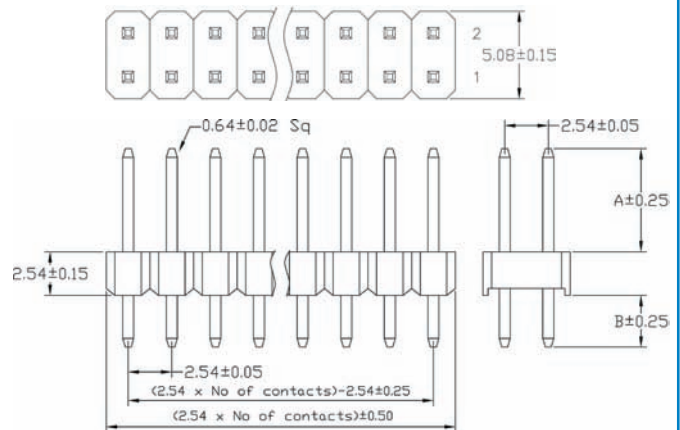 2
5.08±0.15
1
0.64±0.02 Sq
2.54±0.05
A±0.25
2.54±0.15
B±0.25
2.54±0.05
(2.54 x No of contacts)-2.54±0.25
(2.54 x No of contacts)±0.50